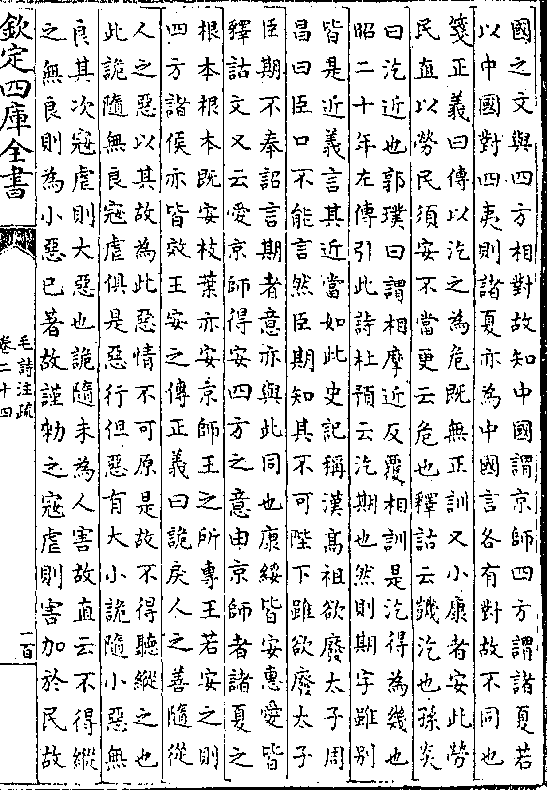 國之文與四方相對故知中國謂京師四方謂諸夏若
以中國對四夷則諸夏亦為中國言各有對故不同也
箋正義曰傳以汔之為危既無正訓又小康者安此勞
民直以勞民須安不當更云危也釋詁云譏汔也孫炎
曰汔近也郭璞曰謂相摩近反覆相訓是汔得為幾也
昭二十年左傳引此詩杜預云汔期也然則期字雖别
皆是近義言其近當如此史記稱漢高祖欲廢太子周
昌曰臣口不能言然臣期知其不可陛下雖欲廢太子
臣期不奉詔言期者意亦與此同也康綏皆安惠愛皆
釋詁文又云愛京師得安四方之意由京師者諸夏之
根本根本既安枝葉亦安京師王之所專王若安之則
四方諸侯亦皆效王安之傳正義曰詭戾人之善隨從
人之惡以其故為此惡情不可原是故不得聽縱之也
此詭隨無良寇虐俱是惡行但惡有大小詭隨小惡無
良其次寇虐則大惡也詭隨未為人害故直云不得縱
之無良則為小惡已著故謹勑之寇虐則害加於民故
欽定四庫全書
毛詩注疏
卷二十四
一百